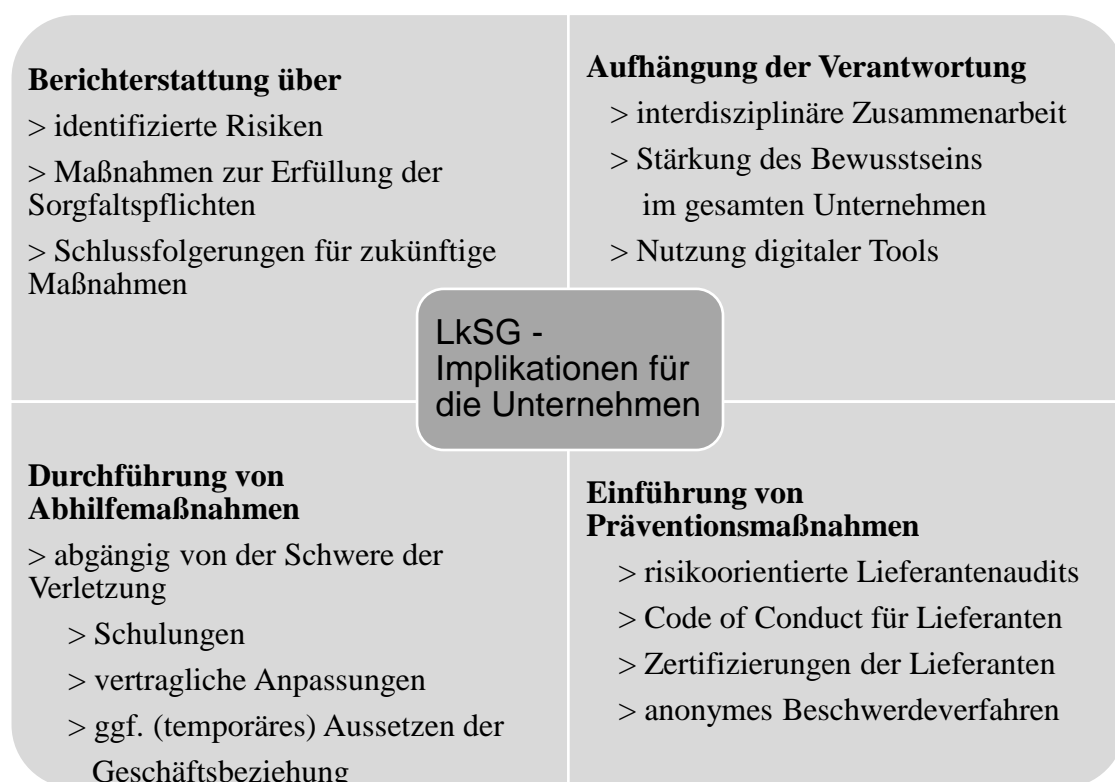 Berichterstattung über
> identifizierte Risiken
> Maßnahmen zur Erfüllung der
Sorgfaltspflichten
> Schlussfolgerungen für zukünftige
Maßnahmen
Aufhängung der Verantwortung
> interdisziplinäre Zusammenarbeit
> Stärkung des Bewusstseins
im gesamten Unternehmen
> Nutzung digitaler Tools
LkSG -
Implikationen für
die Unternehmen
Durchführung von
Abhilfemaßnahmen
> abgängig von der Schwere der
Verletzung
> Schulungen
> vertragliche Anpassungen
> ggf. (temporäres) Aussetzen der
Geschäftsbeziehung
Einführung von
Präventionsmaßnahmen
> risikoorientierte Lieferantenaudits
> Code of Conduct für Lieferanten
> Zertifizierungen der Lieferanten
> anonymes Beschwerdeverfahren